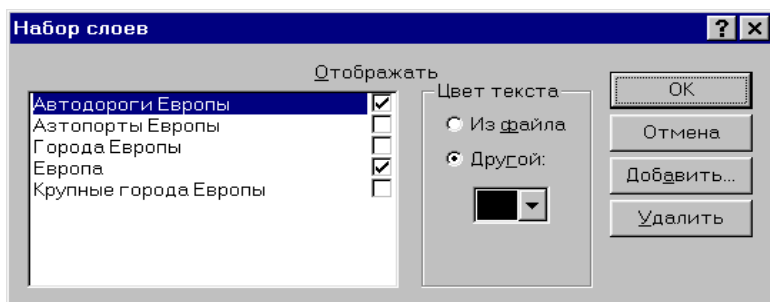 Набор слоев
Отображать
Автодороги Европы
Азтопорты Европы
Города Европы
Европа
Крупные города Европы
Цвет текста
Из файла
Другой:
OK
Отмена
Добавить...
Удалить